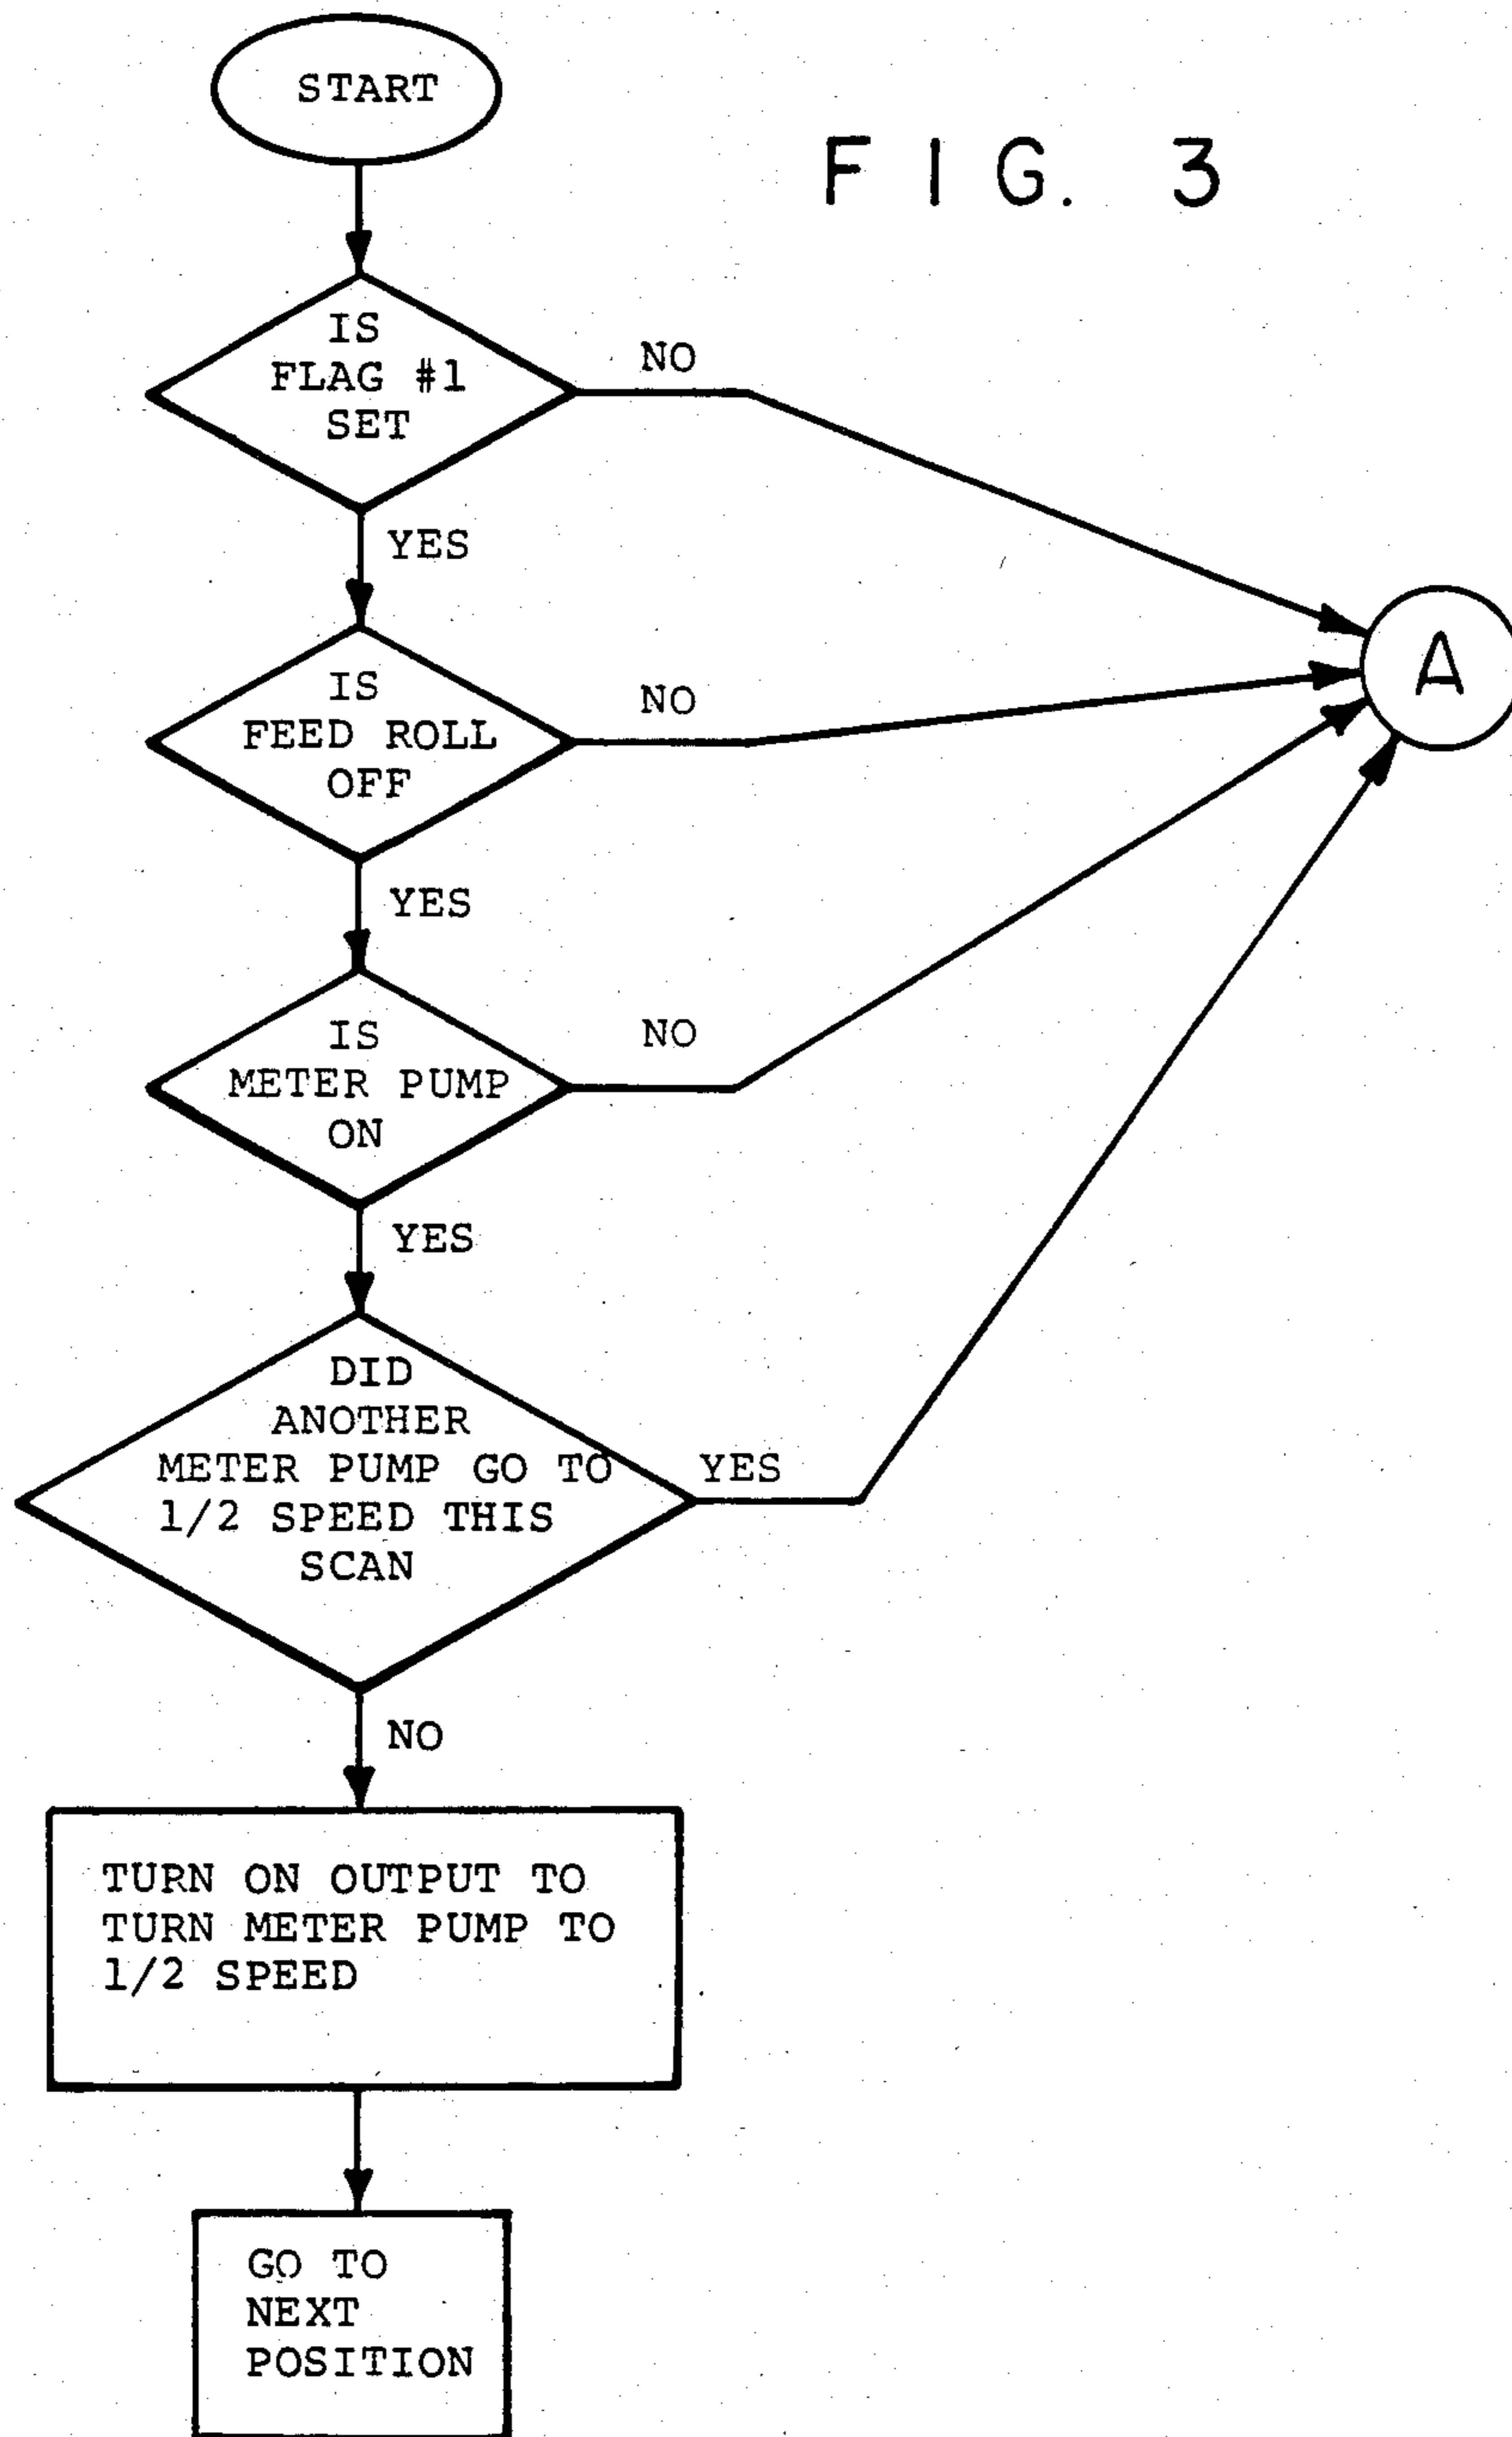 START
FIG. 3
IS
FLAG #1
SET
NO
YES
A
IS
FEED ROLL
OFF
NO
YES
IS
METER PUMP
ON
NO
YES
DID
ANOTHER
METER PUMP GO TO
1/2 SPEED THIS
SCAN
YES
NO
TURN ON OUTPUT TO
TURN METER PUMP TO
1/2 SPEED
GO TO
NEXT
POSITION